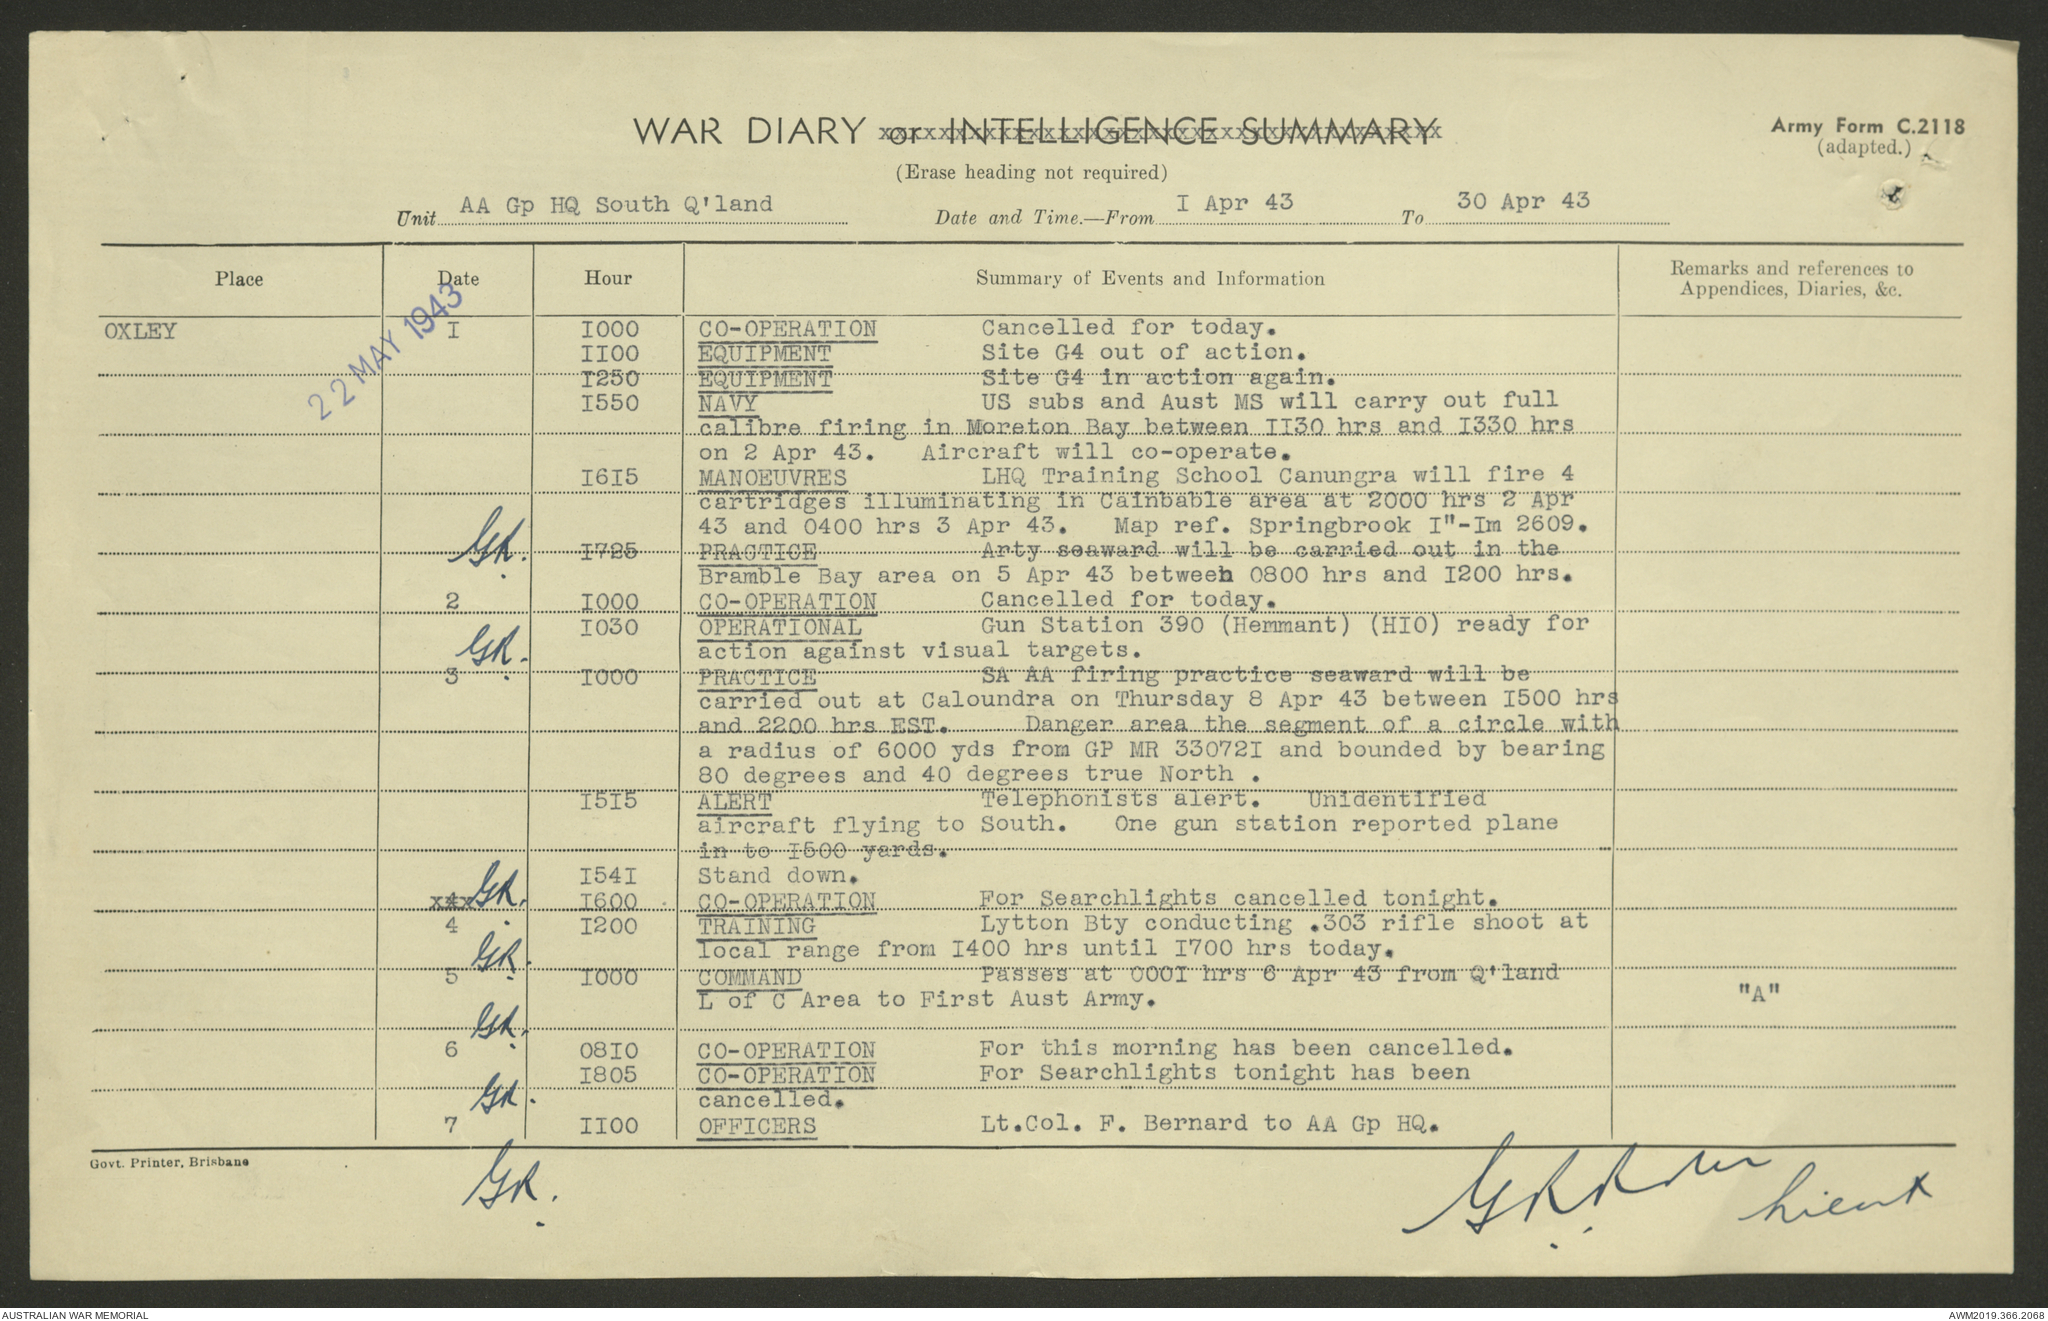 WAR DIARY or INTELLIGENCE SUMMARY
Army Form C.2118
(adapted.)
(Erase heading not required)
Unit AA Gp HQ South Q'land Date and Time.—From I Apr 43 To 30 Apr 43
Place Date Hour Summary of Events and Information Remarks and references to
Appendices, Diaries, &c.
22 MAY 1943
OXLEY I I000 CO-OPERATION Cancelled for today.
II00 EQUIPMENT Site G4 out of action.
I250 EQUIPMENT Site G4 in action again.
I550 NAVY US subs and Aust MS will carry out full
calibre firing in Moreton Bay between II30 hrs and I330 hrs
on 2 Apr 43. Aircraft will co-operate.
I6I5 MANOEUVRES LHQ Training School Canungra will fire 4
cartridges illuminating in Cainbable area at 2000 hrs 2 Apr
43 and 0400 hrs 3 Apr 43. Map ref. Springbrook I"-Im 2609.
GR. I725 PRACTICE Arty seaward will be carried out in the
Bramble Bay area on 5 Apr 43 between 0800 hrs and I200 hrs.
2 I000 CO-OPERATION Cancelled for today.
I030 OPERATIONAL Gun Station 390 (Hemmant) (HIO) ready for
GR. action against visual targets.
3 I000 PRACTICE SA AA firing practice seaward will be
carried out at Caloundra on Thursday 8 Apr 43 between I500 hrs
and 2200 hrs EST. Danger area the segment of a circle with
a radius of 6000 yds from GP MR 33072I and bounded by bearing
80 degrees and 40 degrees true North .
I5I5 ALERT Telephonists alert. Unidentified
aircraft flying to South. One gun station reported plane
in to I500 yards.
I54I Stand down.
x4x GR. I600 CO-OPERATION For Searchlights cancelled tonight.
4 I200 TRAINING Lytton Bty conducting .303 rifle shoot at
GR. local range from I400 hrs until I700 hrs today.
5 I000 COMMAND Passes at 000I hrs 6 Apr 43 from Q'land
L of C Area to First Aust Army. "A"
GR.
6 08I0 CO-OPERATION For this morning has been cancelled.
I805 CO-OPERATION For Searchlights tonight has been
GR. cancelled.
7 II00 OFFICERS Lt.Col. F. Bernard to AA Gp HQ.
Govt. Printer, Brisbane
GR. Lieut
AUSTRALIAN WAR MEMORIAL AWM2019.366.2068